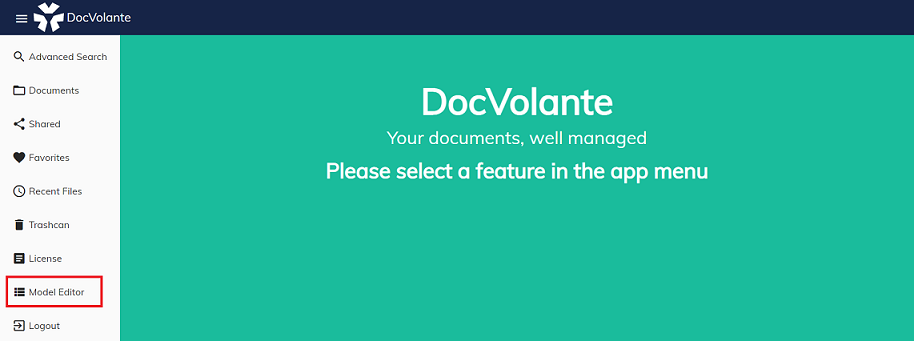 DocVolante
Advanced Search
Documents
Shared
Favorites
Recent Files
Trashcan
License
Model Editor
Logout
DocVolante
Your documents, well managed
Please select a feature in the app menu